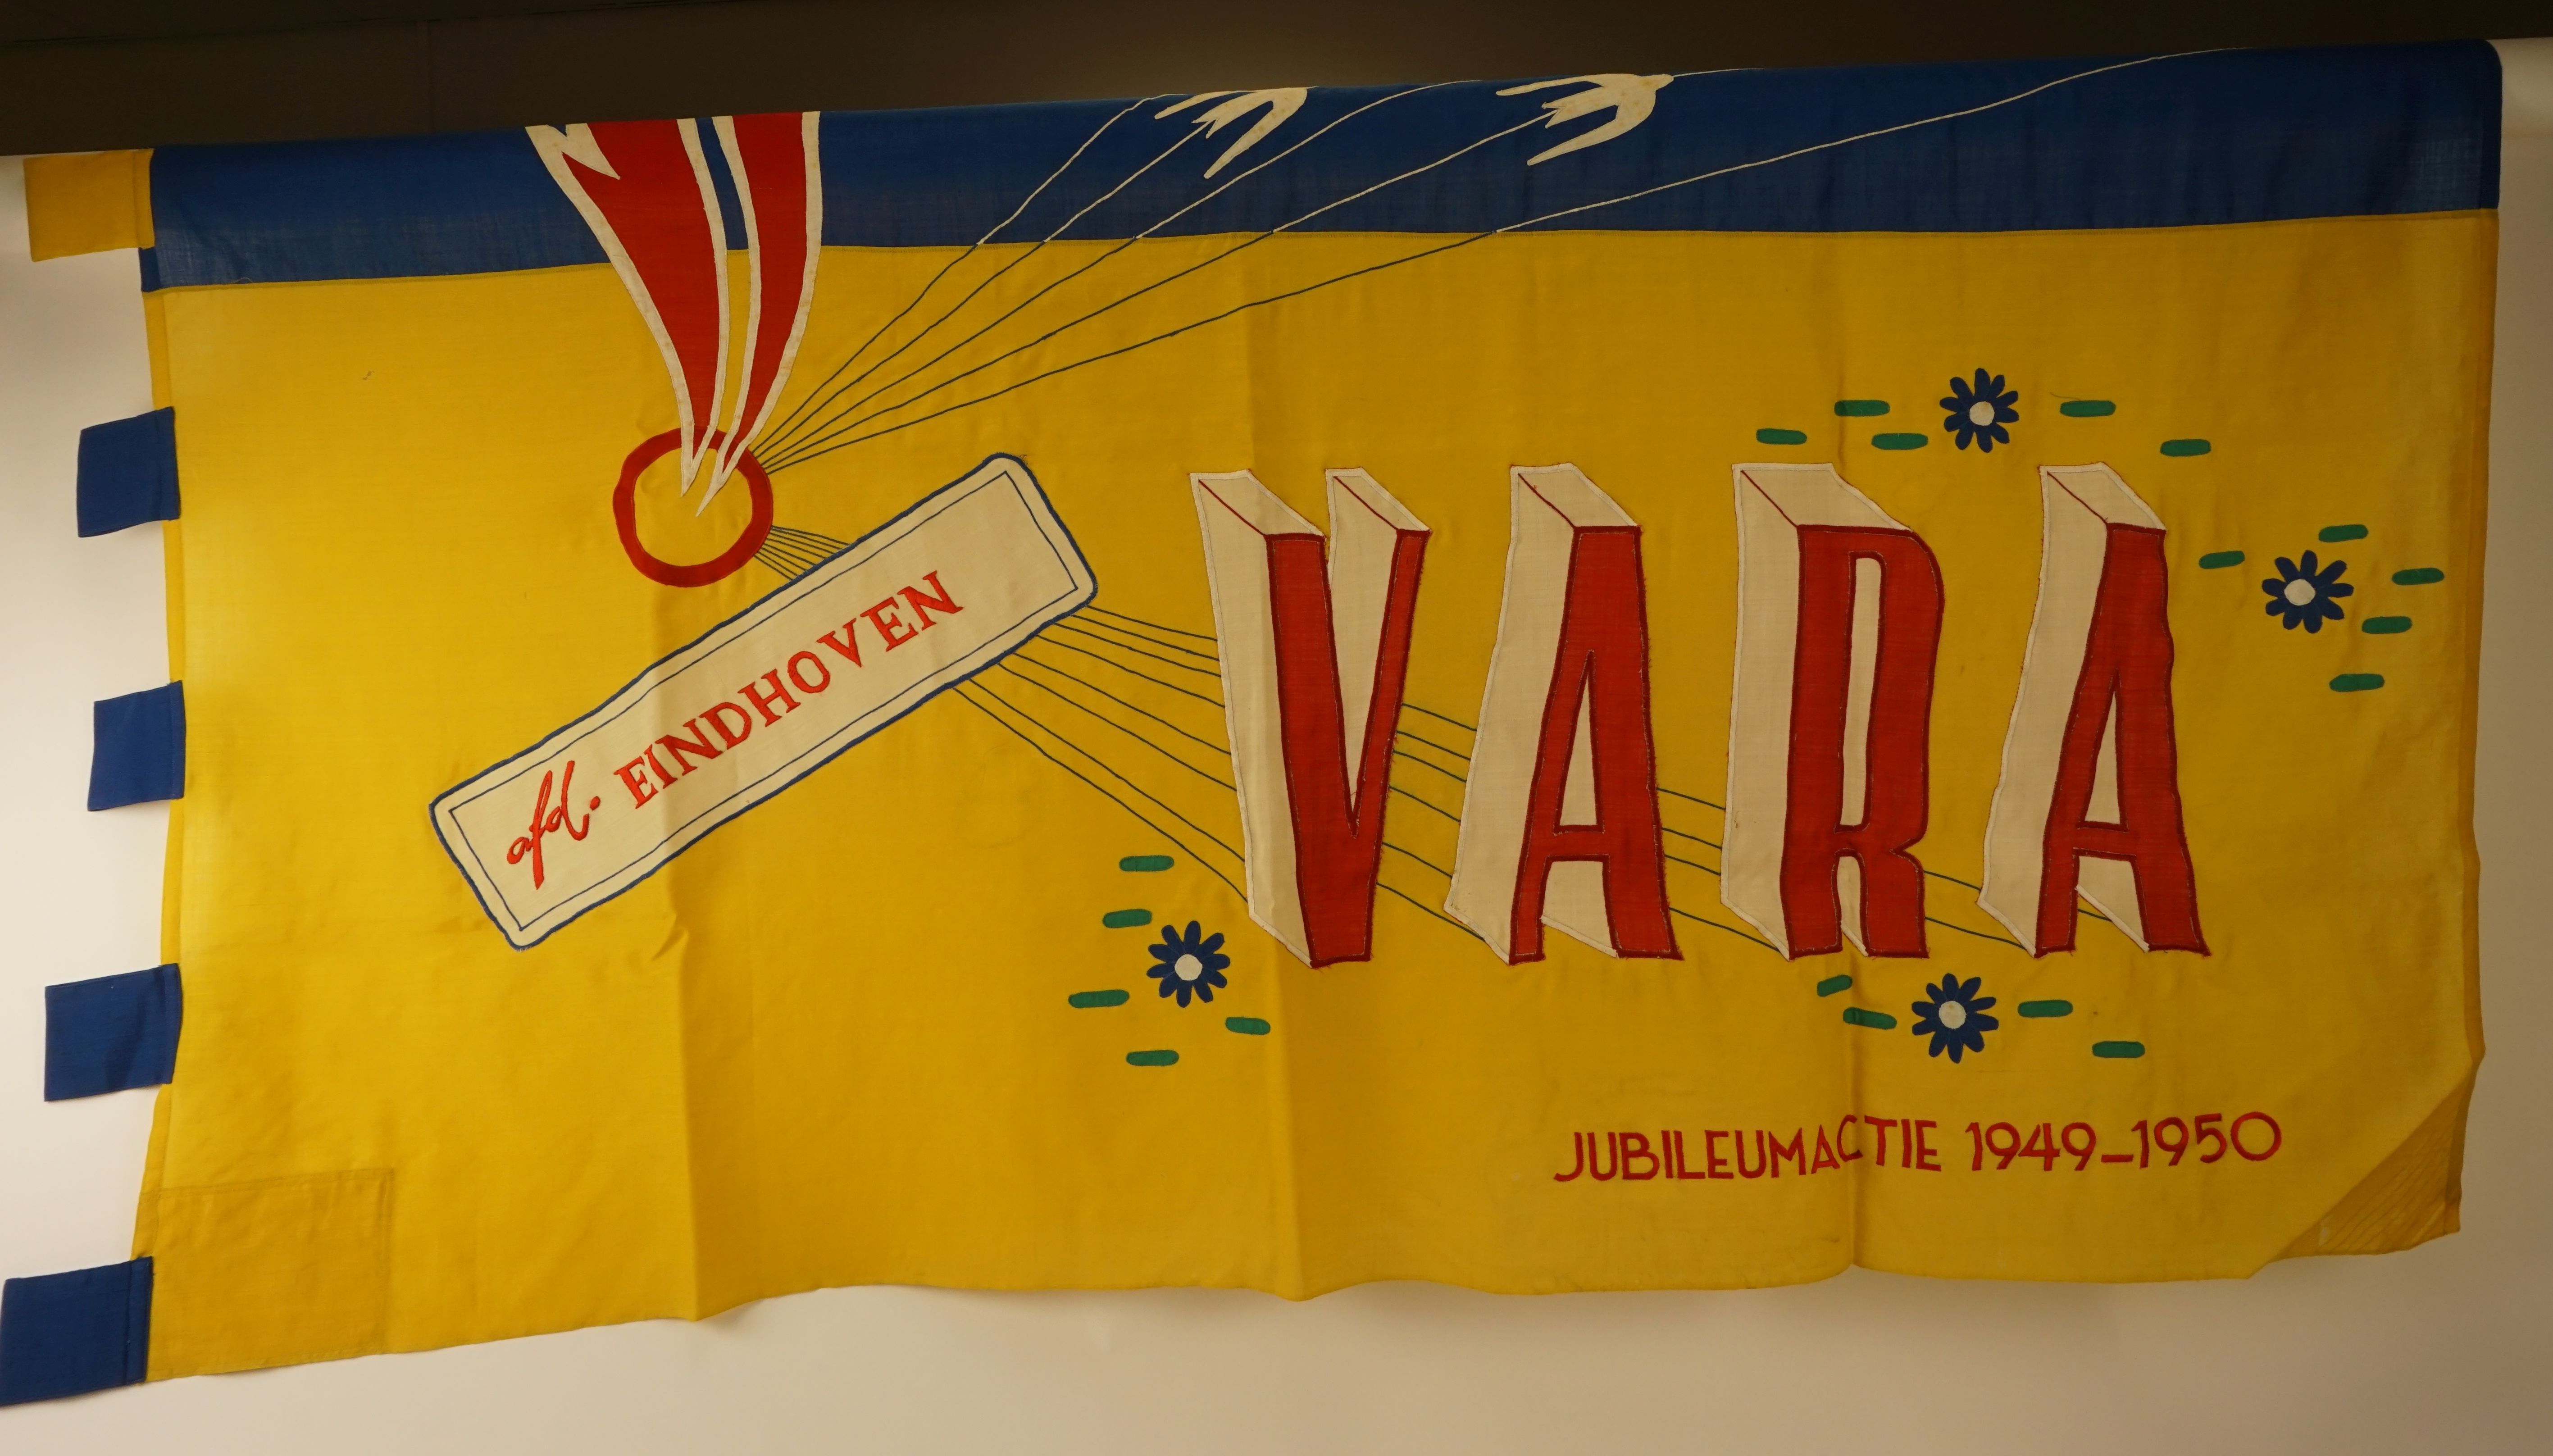 afd. EINDHOVEN
VARA
JUBILEUMACTIE 1949-1950